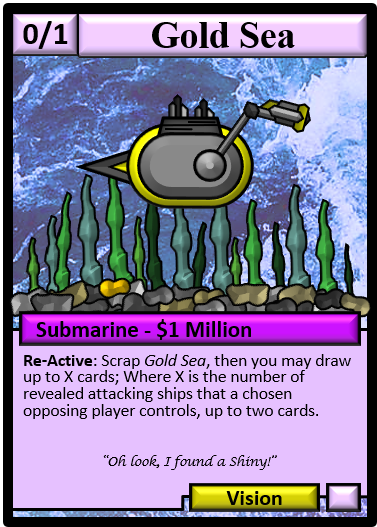 0/1
Gold Sea
Submarine - $1 Million
Re-Active: Scrap Gold Sea, then you may draw
up to X cards; Where X is the number of
revealed attacking ships that a chosen
opposing player controls, up to two cards.
"Oh look, I found a Shiny!"
Vision